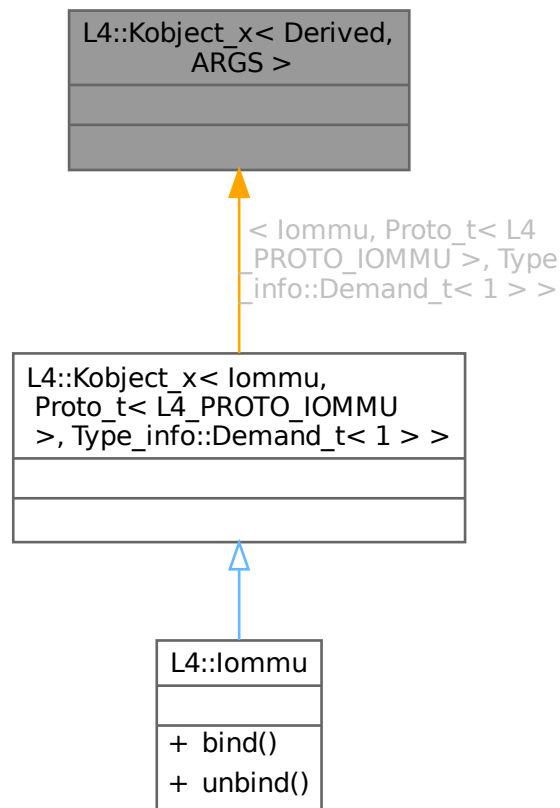 L4::Kobject_x< Derived,
ARGS >
< Iommu, Proto_t< L4
_PROTO_IOMMU >, Type
_info::Demand_t< 1 > >
L4::Kobject_x< Iommu,
Proto_t< L4_PROTO_IOMMU
>, Type_info::Demand_t< 1 > >
L4::Iommu
+ bind()
+ unbind()